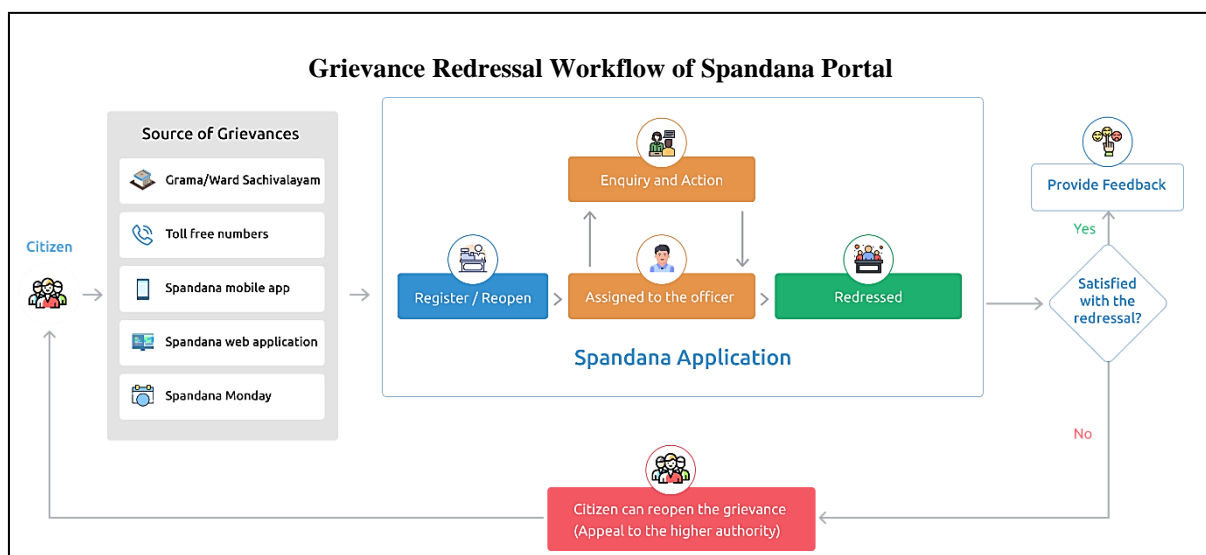 Grievance Redressal Workflow of Spandana Portal
Source of Grievances
Grama/Ward Sachivalayam
Toll free numbers
Spandana mobile app
Spandana web application
Spandana Monday
Citizen
Enquiry and Action
Register / Reopen
Assigned to the officer
Redressed
Spandana Application
Provide Feedback
Yes
Satisfied
with the
redressal?
No
Citizen can reopen the grievance
(Appeal to the higher authority)